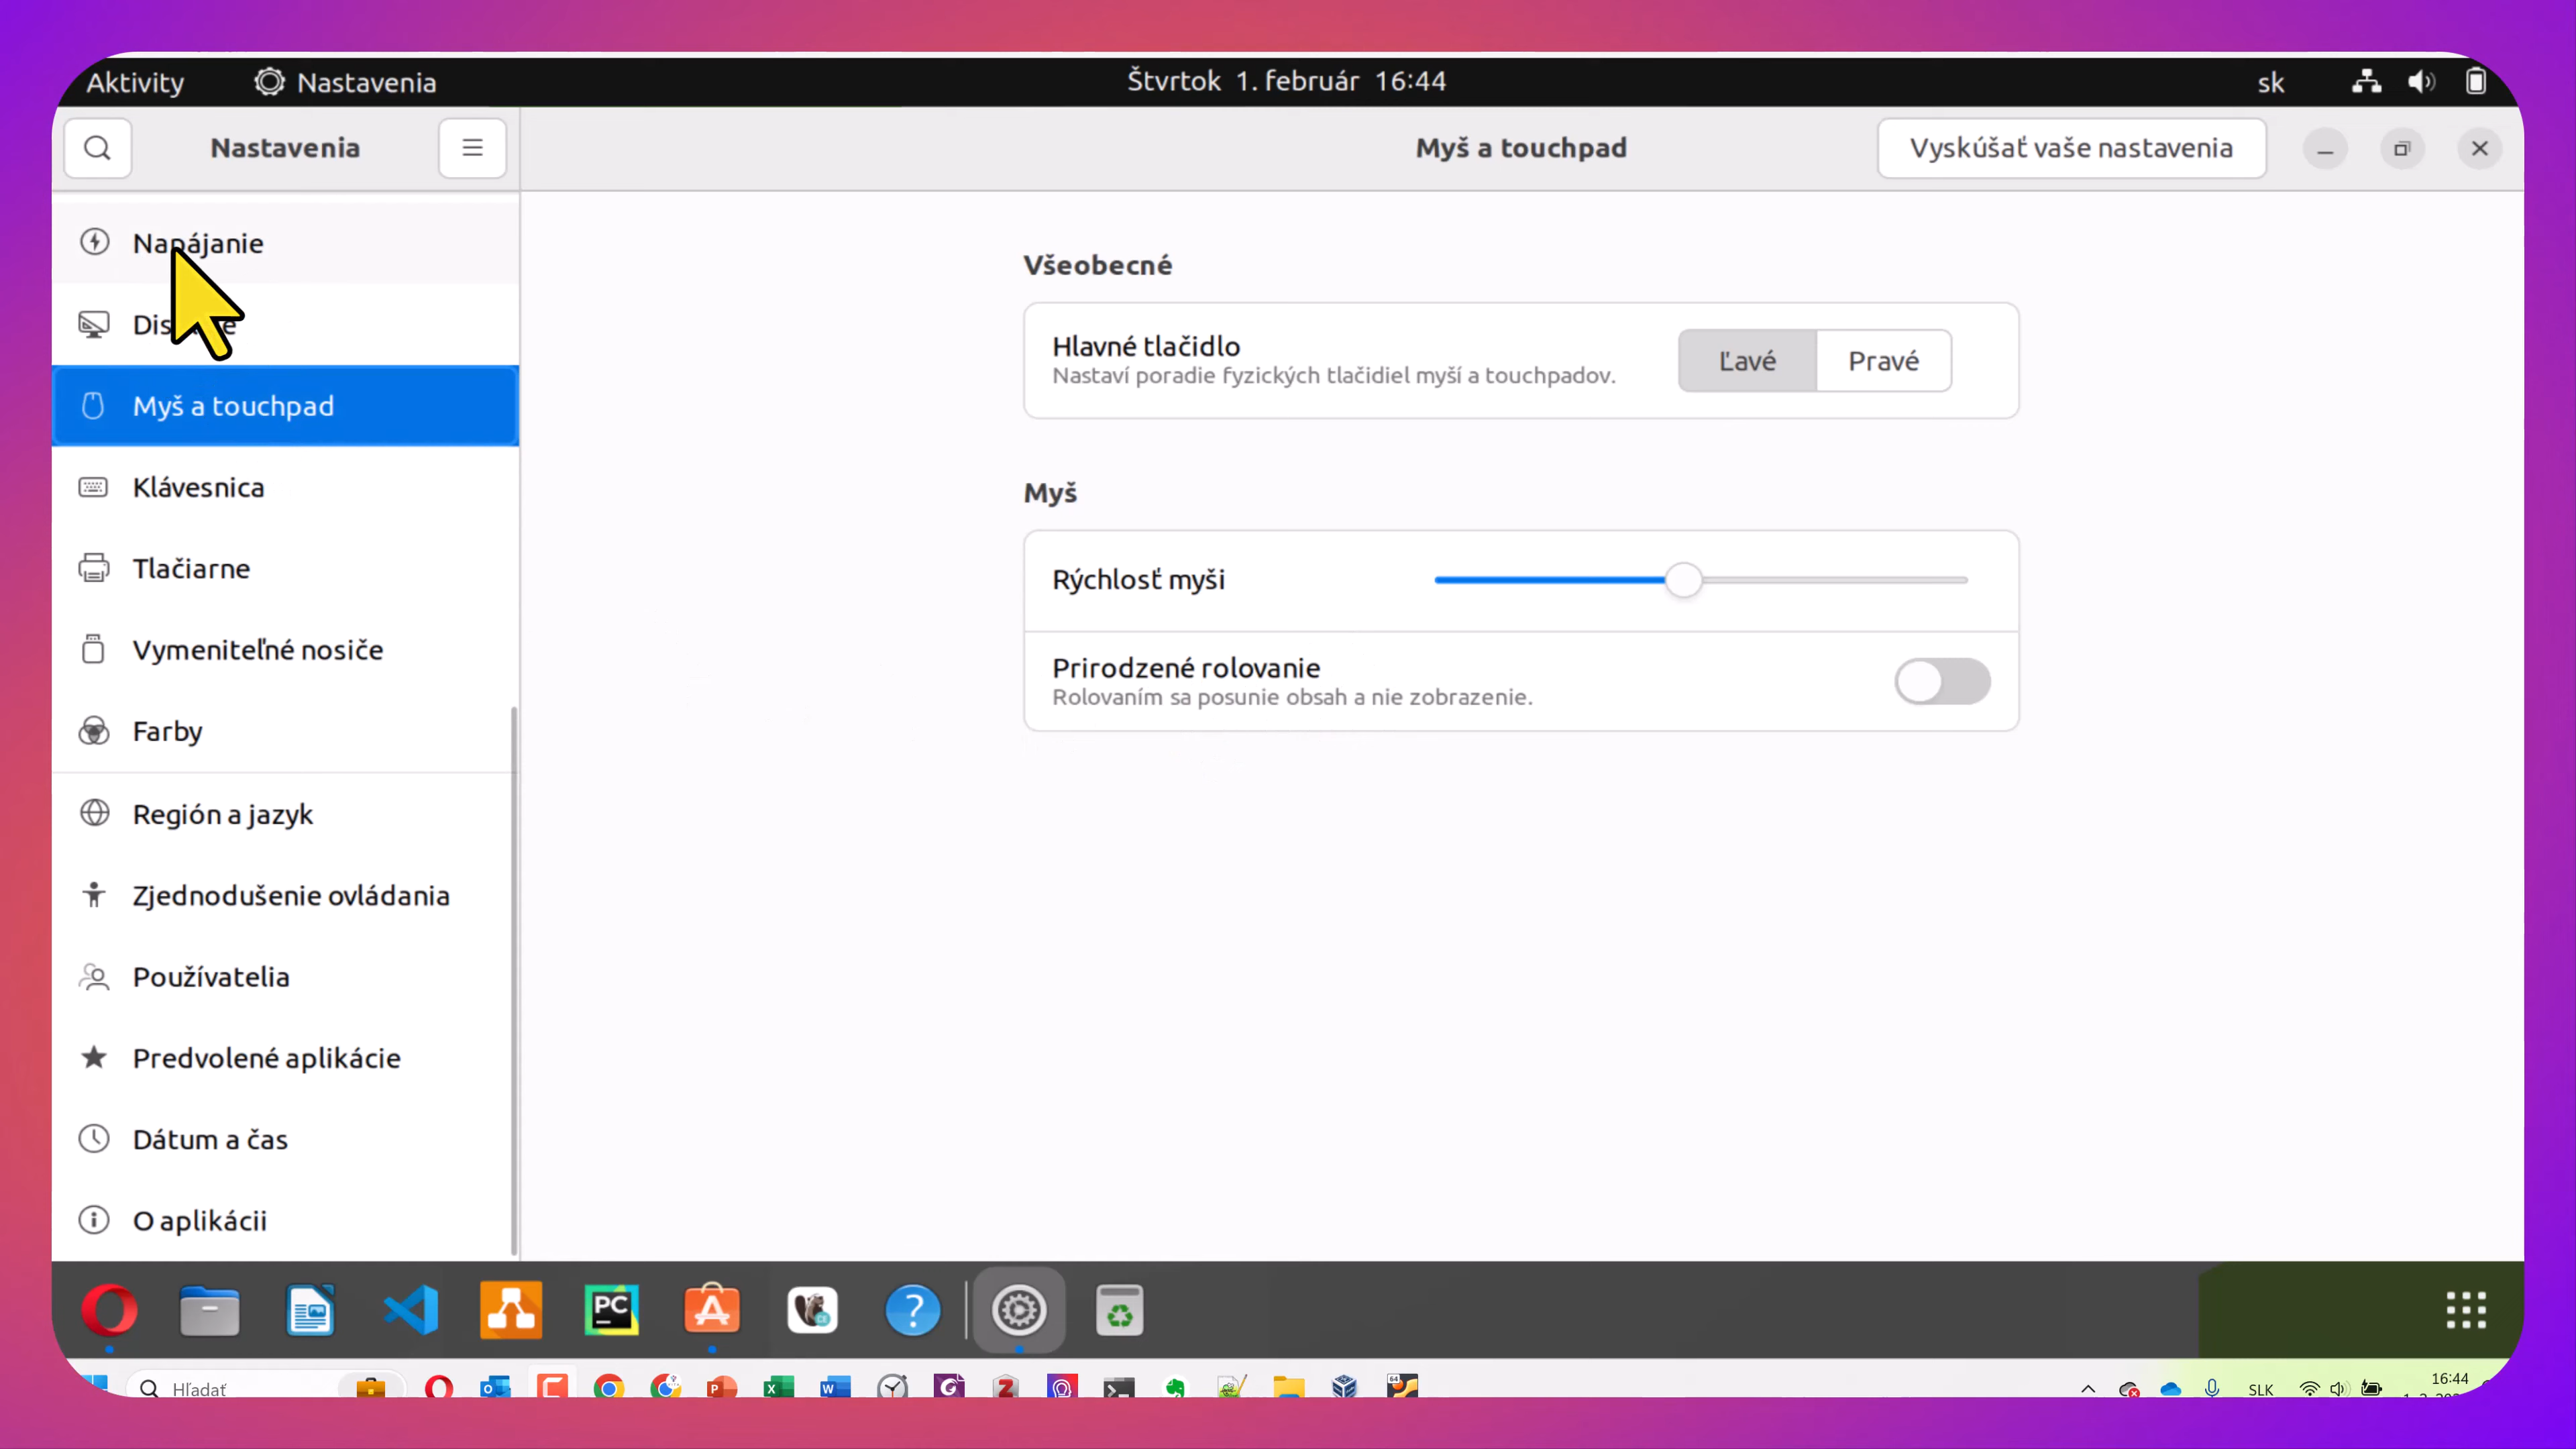 Aktivity
Nastavenia
Štvrtok 1. február 16:44
sk
Nastavenia
Myš a touchpad
Vyskúšať vaše nastavenia
Napájanie
Myš a touchpad
Klávesnica
Tlačiarne
Vymeniteľné nosiče
Farby
Región a jazyk
Zjednodušenie ovládania
Používatelia
Predvolené aplikácie
Dátum a čas
O aplikácii
Všeobecné
Hlavné tlačidlo
Nastaví poradie fyzických tlačidiel myší a touchpadov.
Ľavé
Pravé
Myš
Rýchlosť myši
Prirodzené rolovanie
Rolovaním sa posunie obsah a nie zobrazenie.
PC
Hľadať
SLK
16:44